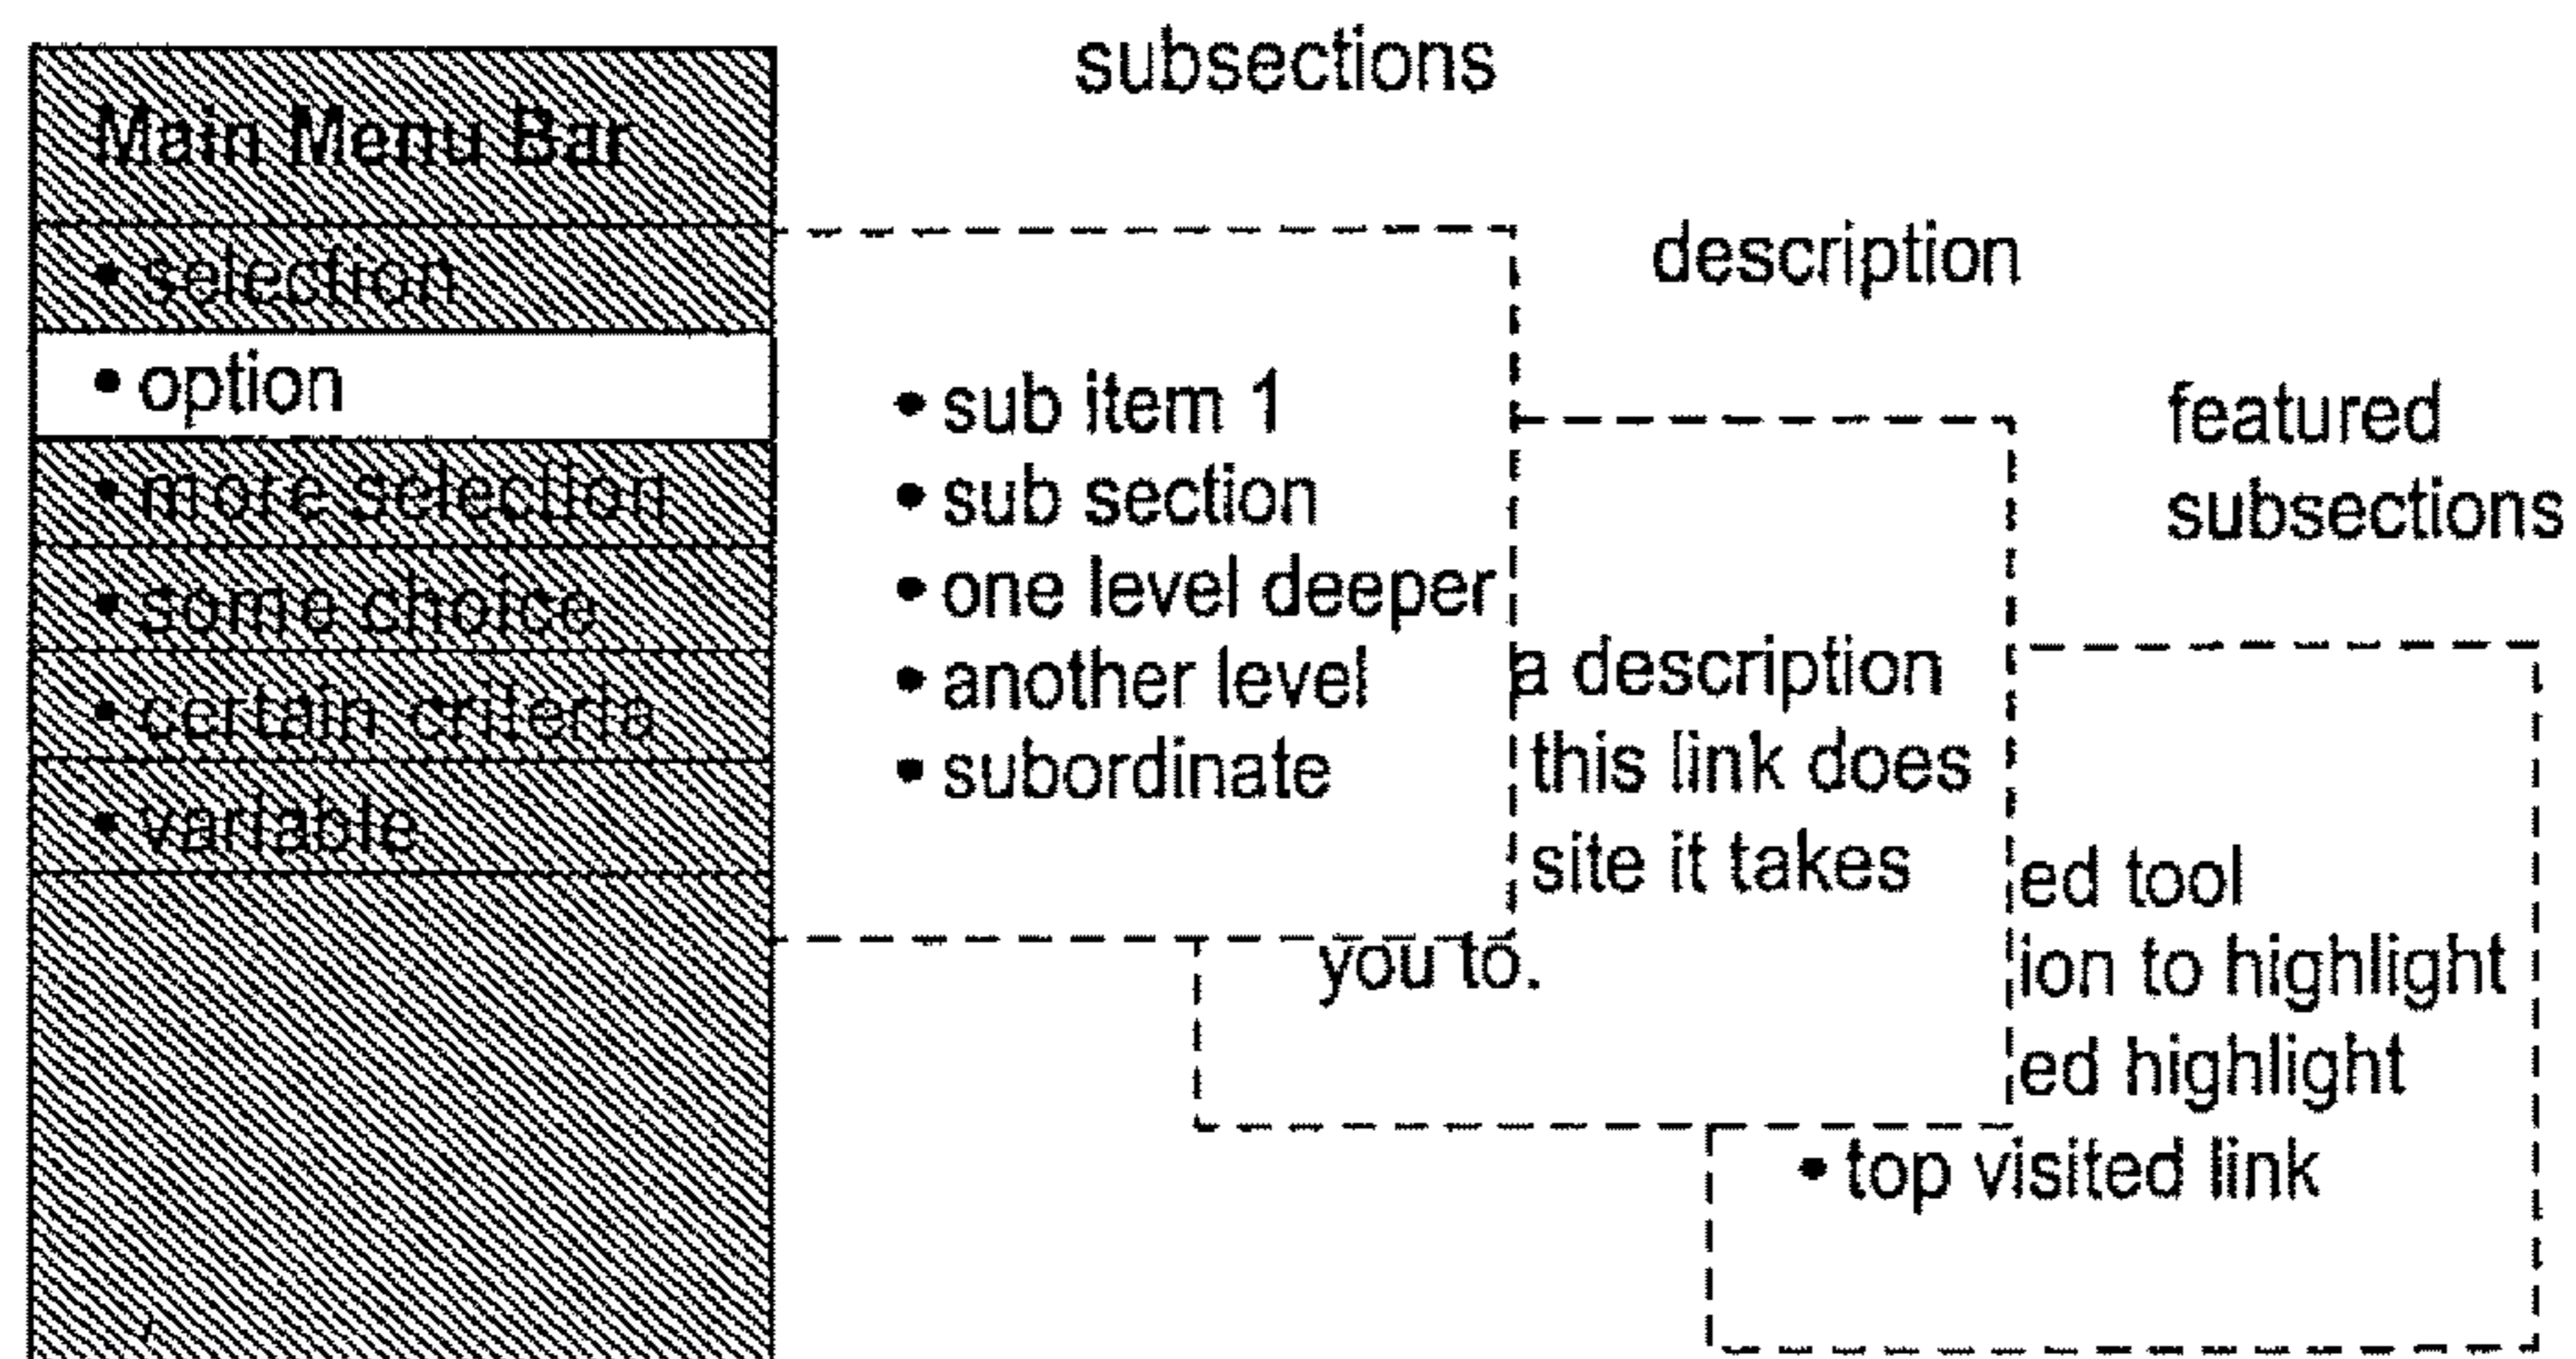 Main Menu Bar
• selection
• option
• more selection
• some choice
• certain criteria
• variable
subsections
• sub item 1
• sub section
• one level deeper
• another level
• subordinate
description
a description
this link does
site it takes
you to.
featured
subsections
ed tool
ion to highlight
ed highlight
• top visited link